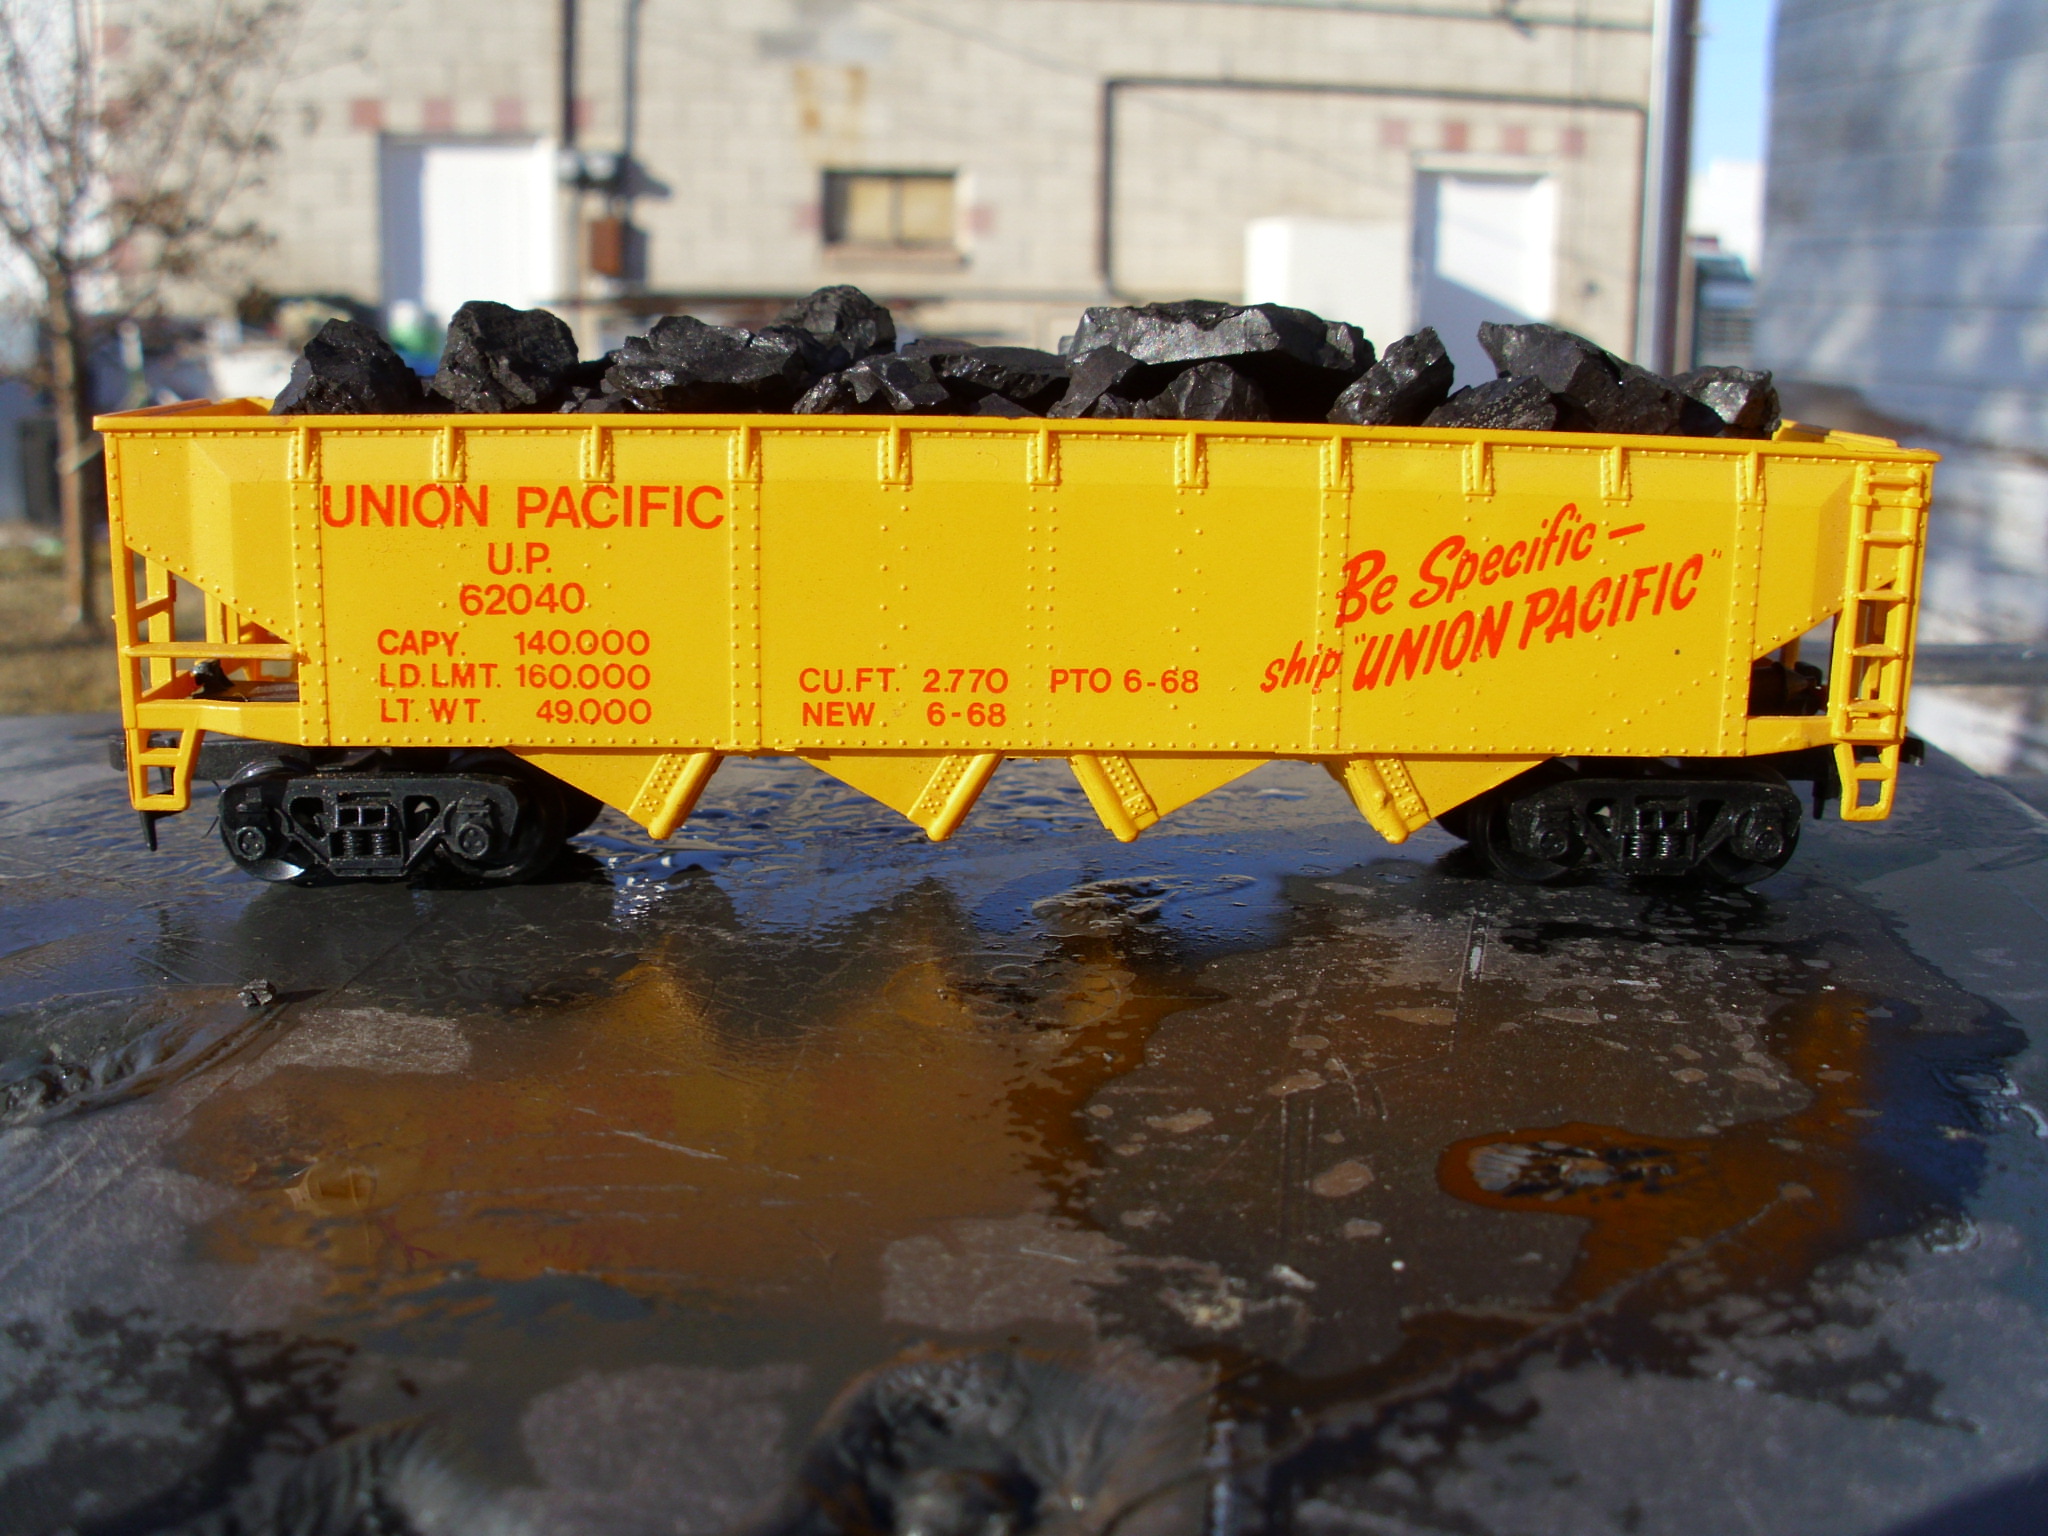 UNION PACIFIC
U.P.
62040
CAPY. 140.000
LD.LMT. 160.000
LT. WT. 49.000
CU.FT. 2.770 PTO 6-68
NEW 6-68
Be Specific —
ship "UNION PACIFIC"